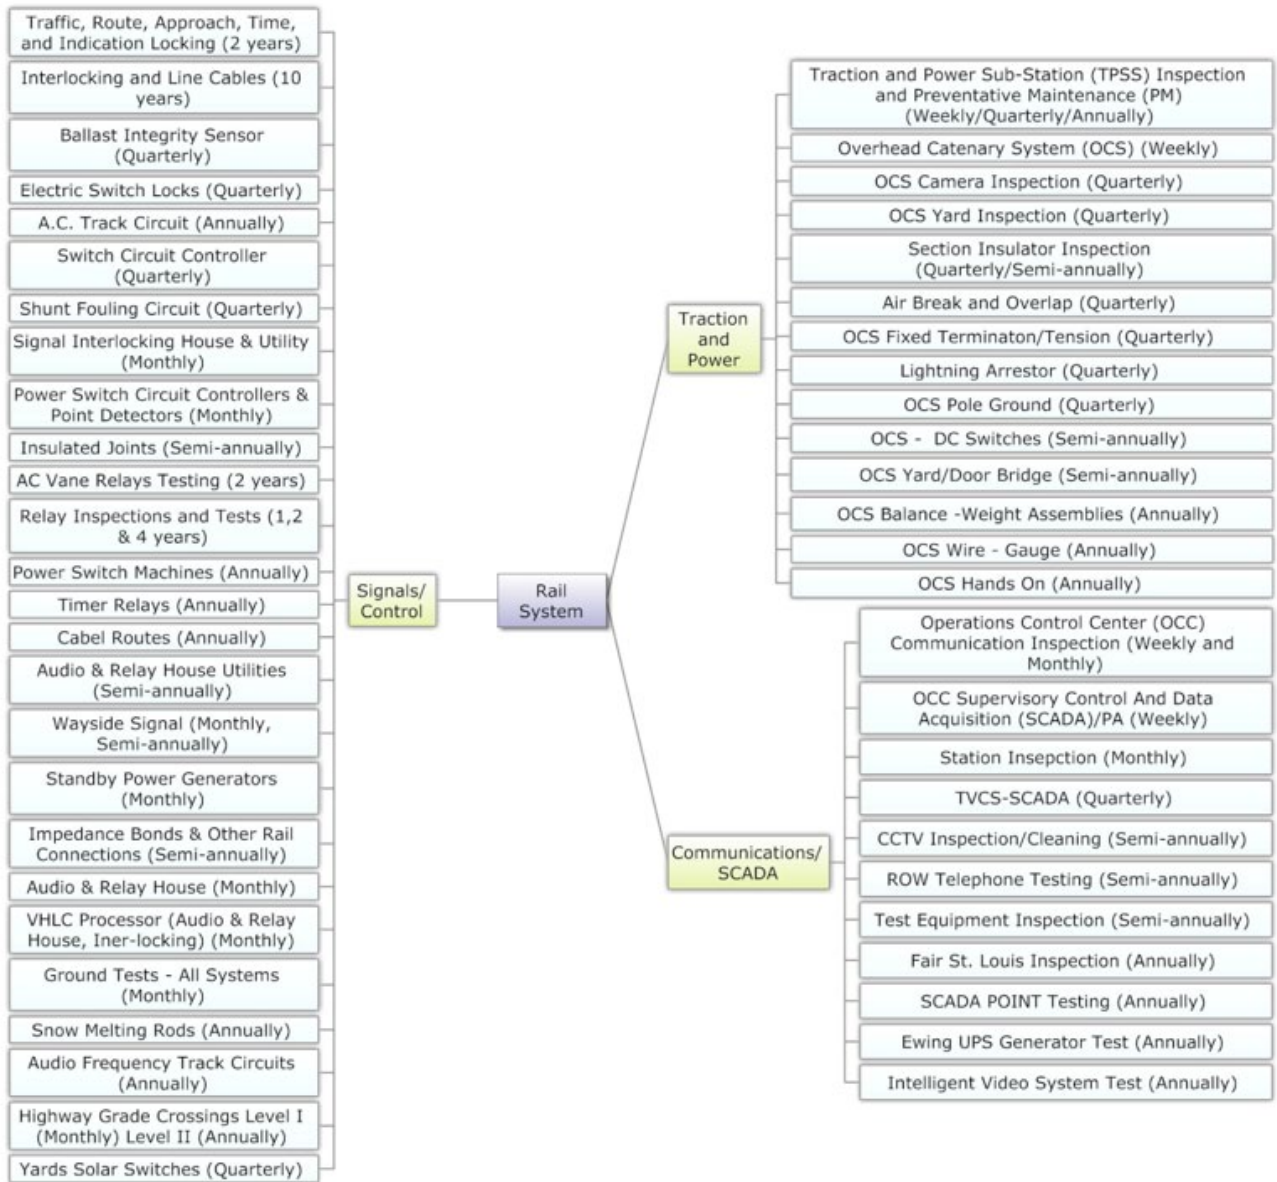 Traffic, Route, Approach, Time,
and Indication Locking (2 years)
Interlocking and Line Cables (10
years)
Ballast Integrity Sensor
(Quarterly)
Electric Switch Locks (Quarterly)
A.C. Track Circuit (Annually)
Switch Circuit Controller
(Quarterly)
Shunt Fouling Circuit (Quarterly)
Signal Interlocking House & Utility
(Monthly)
Power Switch Circuit Controllers &
Point Detectors (Monthly)
Insulated Joints (Semi-annually)
AC Vane Relays Testing (2 years)
Relay Inspections and Tests (1,2
& 4 years)
Power Switch Machines (Annually)
Timer Relays (Annually)
Cabel Routes (Annually)
Audio & Relay House Utilities
(Semi-annually)
Wayside Signal (Monthly,
Semi-annually)
Standby Power Generators
(Monthly)
Impedance Bonds & Other Rail
Connections (Semi-annually)
Audio & Relay House (Monthly)
VHLC Processor (Audio & Relay
House, Iner-locking) (Monthly)
Ground Tests - All Systems
(Monthly)
Snow Melting Rods (Annually)
Audio Frequency Track Circuits
(Annually)
Highway Grade Crossings Level I
(Monthly) Level II (Annually)
Yards Solar Switches (Quarterly)
Signals/
Control
Rail
System
Traction
and
Power
Traction and Power Sub-Station (TPSS) Inspection
and Preventative Maintenance (PM)
(Weekly/Quarterly/Annually)
Overhead Catenary System (OCS) (Weekly)
OCS Camera Inspection (Quarterly)
OCS Yard Inspection (Quarterly)
Section Insulator Inspection
(Quarterly/Semi-annually)
Air Break and Overlap (Quarterly)
OCS Fixed Terminaton/Tension (Quarterly)
Lightning Arrestor (Quarterly)
OCS Pole Ground (Quarterly)
OCS - DC Switches (Semi-annually)
OCS Yard/Door Bridge (Semi-annually)
OCS Balance -Weight Assemblies (Annually)
OCS Wire - Gauge (Annually)
OCS Hands On (Annually)
Communications/
SCADA
Operations Control Center (OCC)
Communication Inspection (Weekly and
Monthly)
OCC Supervisory Control And Data
Acquisition (SCADA)/PA (Weekly)
Station Insepction (Monthly)
TVCS-SCADA (Quarterly)
CCTV Inspection/Cleaning (Semi-annually)
ROW Telephone Testing (Semi-annually)
Test Equipment Inspection (Semi-annually)
Fair St. Louis Inspection (Annually)
SCADA POINT Testing (Annually)
Ewing UPS Generator Test (Annually)
Intelligent Video System Test (Annually)